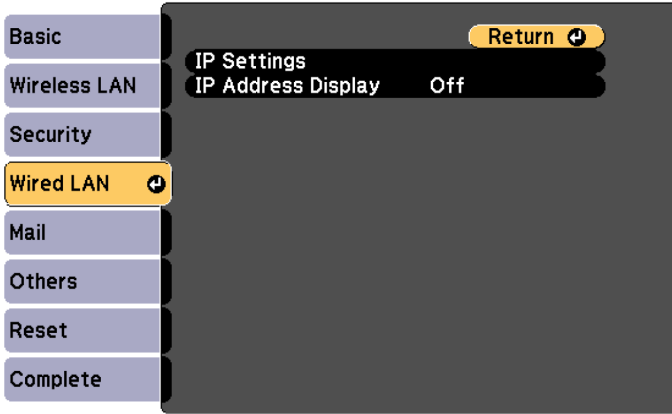 Basic
Wireless LAN
Security
Wired LAN
Mail
Others
Reset
Complete
Return
IP Settings
IP Address Display Off